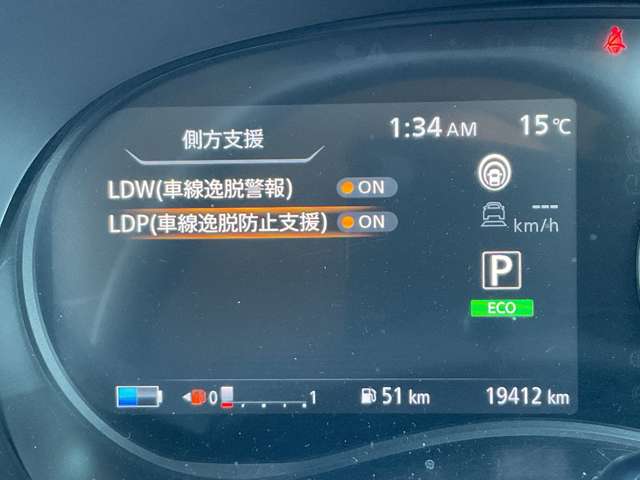 側方支援
1:34 AM 15℃
LDW(車線逸脱警報) ON
LDP(車線逸脱防止支援) ON
--- km/h
P
ECO
0 1
51 km
19412 km